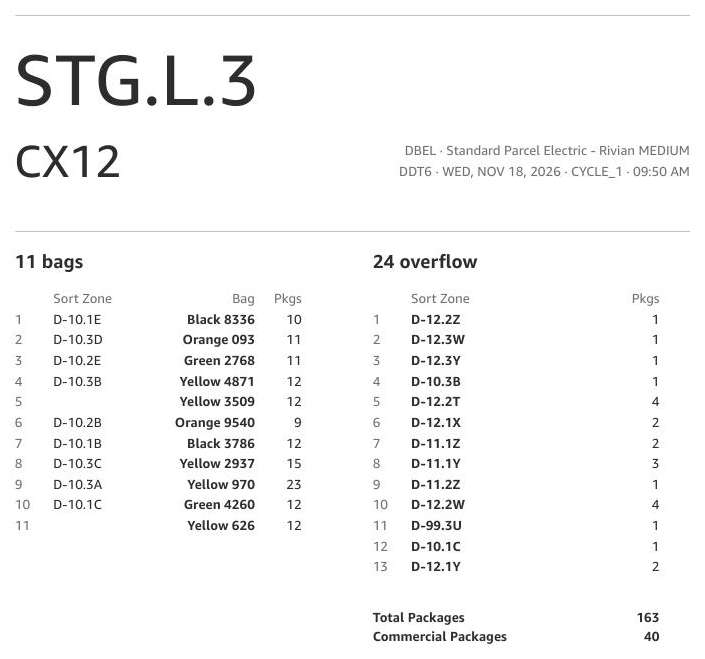 STG.L.3
CX12
DBEL · Standard Parcel Electric - Rivian MEDIUM
DDT6 · WED, NOV 18, 2026 · CYCLE_1 · 09:50 AM
11 bags
Sort Zone Bag Pkgs
1 D-10.1E Black 8336 10
2 D-10.3D Orange 093 11
3 D-10.2E Green 2768 11
4 D-10.3B Yellow 4871 12
5 Yellow 3509 12
6 D-10.2B Orange 9540 9
7 D-10.1B Black 3786 12
8 D-10.3C Yellow 2937 15
9 D-10.3A Yellow 970 23
10 D-10.1C Green 4260 12
11 Yellow 626 12
24 overflow
Sort Zone Pkgs
1 D-12.2Z 1
2 D-12.3W 1
3 D-12.3Y 1
4 D-10.3B 1
5 D-12.2T 4
6 D-12.1X 2
7 D-11.1Z 2
8 D-11.1Y 3
9 D-11.2Z 1
10 D-12.2W 4
11 D-99.3U 1
12 D-10.1C 1
13 D-12.1Y 2
Total Packages 163
Commercial Packages 40